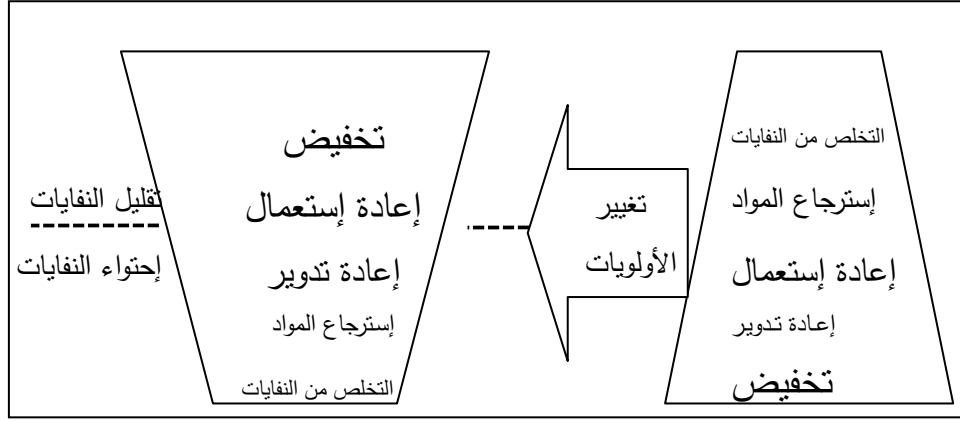 التخلص من النفايات
إسترجاع المواد
إعادة إستعمال
إعادة تدوير
تخفيض
تغيير
الأولويات
تخفيض
إعادة إستعمال
إعادة تدوير
إسترجاع المواد
التخلص من النفايات
تقليل النفايات
إحتواء النفايات